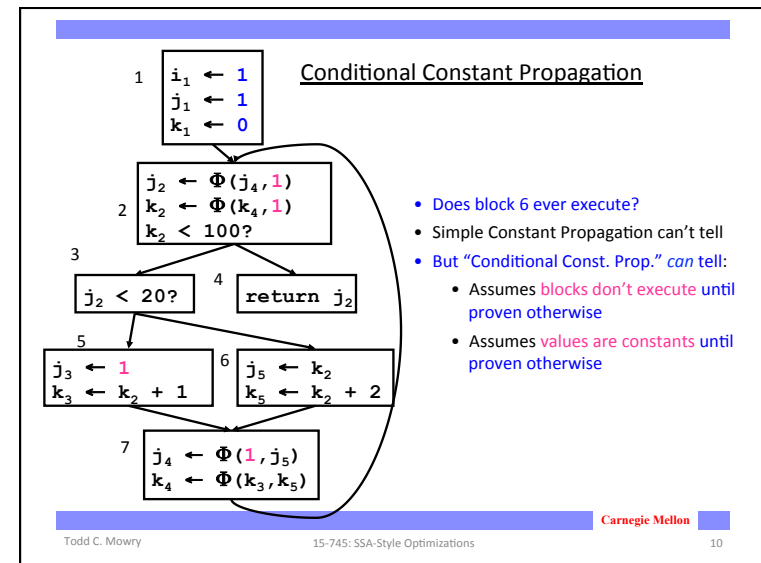 Conditional Constant Propagation
1
i₁ ← 1
j₁ ← 1
k₁ ← 0
2
j₂ ← Φ(j₄,1)
k₂ ← Φ(k₄,1)
k₂ < 100?
3
j₂ < 20?
4
return j₂
5
j₃ ← 1
k₃ ← k₂ + 1
6
j₅ ← k₂
k₅ ← k₂ + 2
7
j₄ ← Φ(1,j₅)
k₄ ← Φ(k₃,k₅)
• Does block 6 ever execute?
• Simple Constant Propagation can't tell
• But "Conditional Const. Prop." can tell:
• Assumes blocks don't execute until
proven otherwise
• Assumes values are constants until
proven otherwise
Carnegie Mellon
Todd C. Mowry
15-745: SSA-Style Optimizations
10